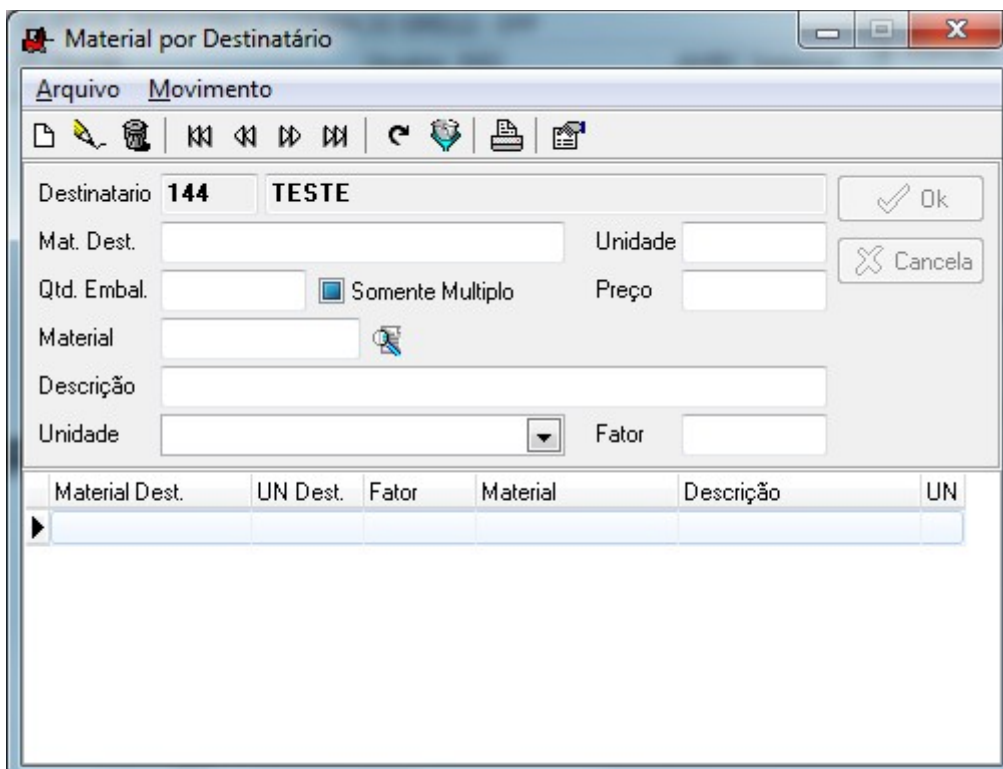 Material por Destinatário
Arquivo Movimento
Destinatario 144 TESTE
Ok
Mat. Dest. Unidade
Cancela
Qtd. Embal. Somente Multiplo Preço
Material
Descrição
Unidade Fator
Material Dest. UN Dest. Fator Material Descrição UN